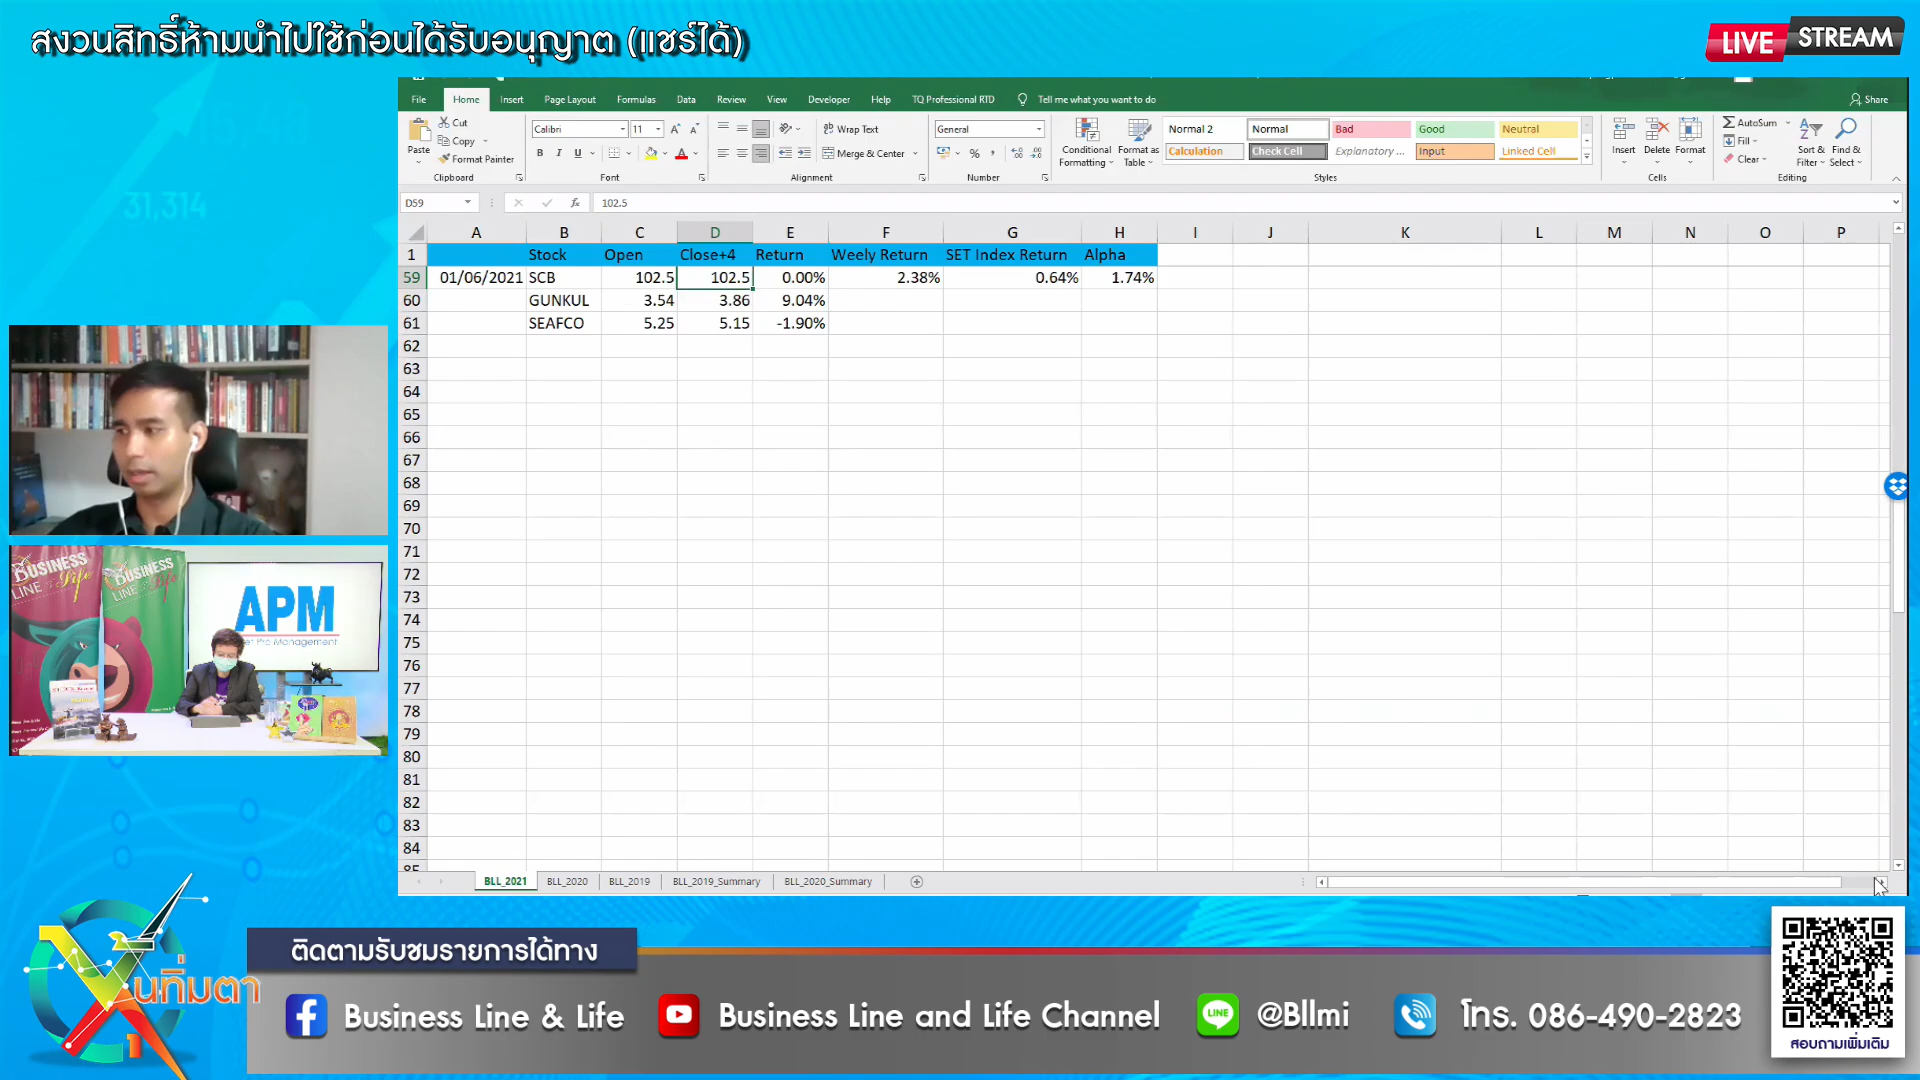 สงวนสิทธิ์ห้ามนำไปใช้ก่อนได้รับอนุญาต (แชร์ได้)
LIVE STREAM
31,314
File Home Insert Page Layout Formulas Data Review View Developer Help TQ Professional RTD Tell me what you want to do Share
Paste Cut Copy Format Painter Clipboard
Calibri 11 B I U Font
Wrap Text Merge & Center Alignment
General % , Number
Conditional Formatting Format as Table
Normal 2 Normal Bad Good Neutral
Calculation Check Cell Explanatory ... Input Linked Cell
Styles
Insert Delete Format Cells
AutoSum Fill Clear Sort & Filter Find & Select Editing
D59 fx 102.5
A B C D E F G H I J K L M N O P
1 Stock Open Close+4 Return Weely Return SET Index Return Alpha
59 01/06/2021 SCB 102.5 102.5 0.00% 2.38% 0.64% 1.74%
60 GUNKUL 3.54 3.86 9.04%
61 SEAFCO 5.25 5.15 -1.90%
62
63
64
65
66
67
68
69
70
71
72
73
74
75
76
77
78
79
80
81
82
83
84
85
BLL_2021 BLL_2020 BLL_2019 BLL_2019_Summary BLL_2020_Summary
BUSINESS
LINE & Life
BUSINESS
LINE & Life
APM
ทันทีมตา
ติดตามรับชมรายการได้ทาง
Business Line & Life
Business Line and Life Channel
LINE @Bllmi
โทร. 086-490-2823
สอบถามเพิ่มเติม